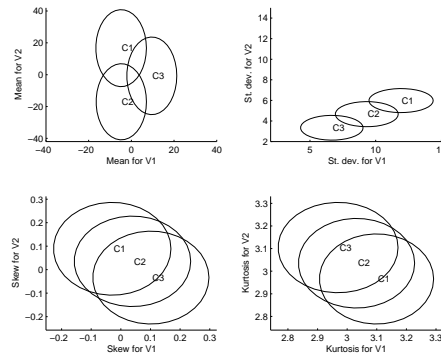 40
20
0
−20
−40
−40 −20 0 20 40
Mean for V2
Mean for V1
C1
C3
C2
14
12
10
8
6
4
2
5 10
St. dev. for V2
St. dev. for V1
C1
C2
C3
0.3
0.2
0.1
0
−0.1
−0.2
−0.2 −0.1 0 0.1 0.2 0.3
Skew for V2
Skew for V1
C1
C2
C3
3.3
3.2
3.1
3
2.9
2.8
2.8 2.9 3 3.1 3.2 3.3
Kurtosis for V2
Kurtosis for V1
C3
C2
C1